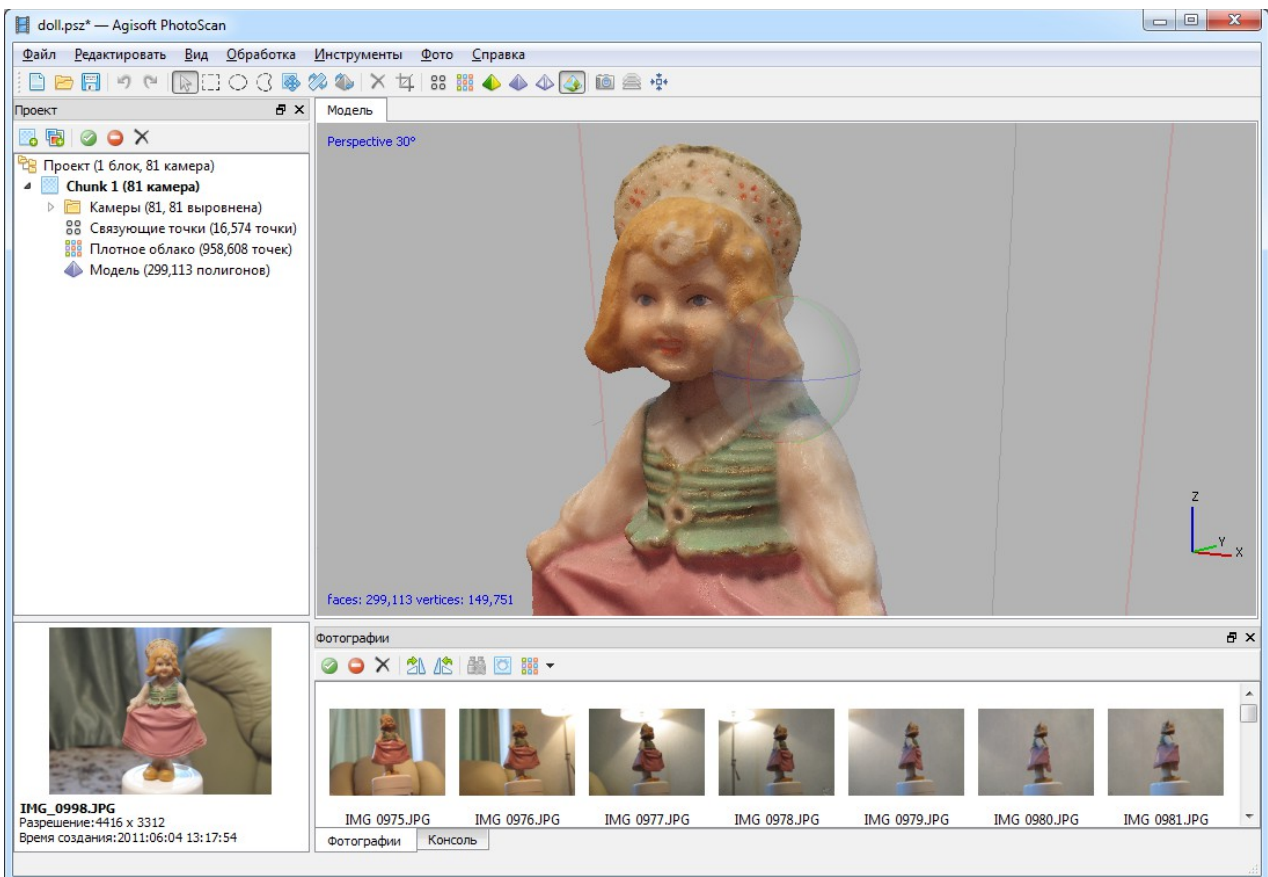 doll.psz* — Agisoft PhotoScan
Файл Редактировать Вид Обработка Инструменты Фото Справка
Проект
Модель
Проект (1 блок, 81 камера)
Chunk 1 (81 камера)
Камеры (81, 81 выровнена)
Связующие точки (16,574 точки)
Плотное облако (958,608 точек)
Модель (299,113 полигонов)
Perspective 30°
Z
Y
X
faces: 299,113 vertices: 149,751
IMG_0998.JPG
Разрешение:4416 x 3312
Время создания:2011:06:04 13:17:54
Фотографии
IMG 0975.JPG IMG 0976.JPG IMG 0977.JPG IMG 0978.JPG IMG 0979.JPG IMG 0980.JPG IMG 0981.JPG
Фотографии Консоль